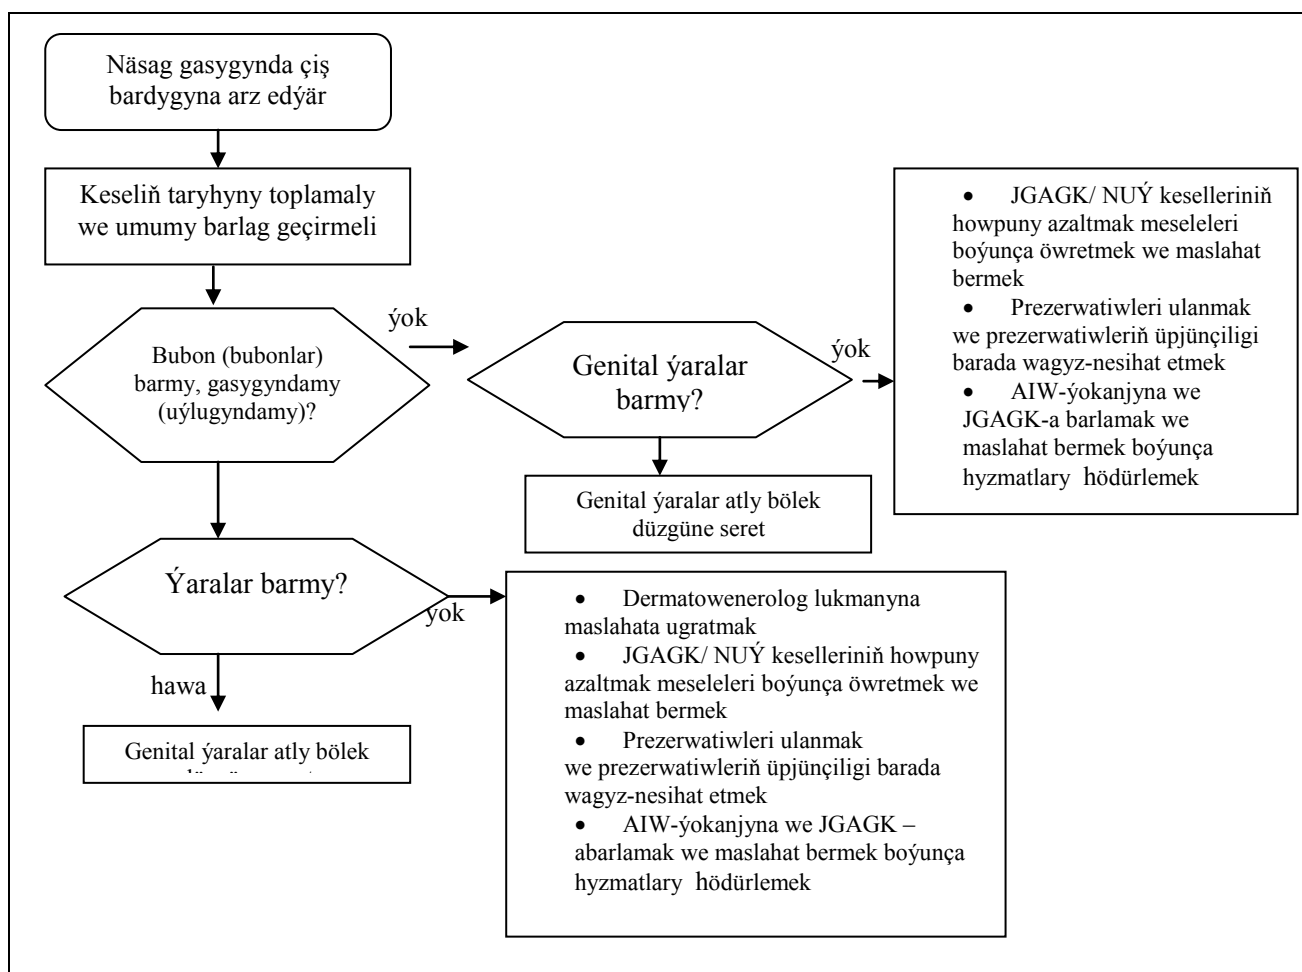 Näsag gasygynda çiş
bardygyna arz edýär
Keseliň taryhyny toplamaly
we umumy barlag geçirmeli
Bubon (bubonlar)
barmy, gasygyndamy
(uýlugyndamy)?
ýok
Genital ýaralar
barmy?
ýok
• JGAGK/ NUÝ keselleriniň
howpuny azaltmak meseleleri
boýunça öwretmek we maslahat
bermek
• Prezerwatiwleri ulanmak
we prezerwatiwleriň üpjünçiligi
barada wagyz-nesihat etmek
• AIW-ýokanjyna we
JGAGK-a barlamak we
maslahat bermek boýunça
hyzmatlary hödürlemek
Genital ýaralar atly bölek
düzgüne seret
Ýaralar barmy?
ýok
hawa
Genital ýaralar atly bölek
• Dermatowenerolog lukmanyna
maslahata ugratmak
• JGAGK/ NUÝ keselleriniň howpuny
azaltmak meseleleri boýunça öwretmek we
maslahat bermek
• Prezerwatiwleri ulanmak
we prezerwatiwleriň üpjünçiligi barada
wagyz-nesihat etmek
• AIW-ýokanjyna we JGAGK –
abarlamak we maslahat bermek boýunça
hyzmatlary hödürlemek